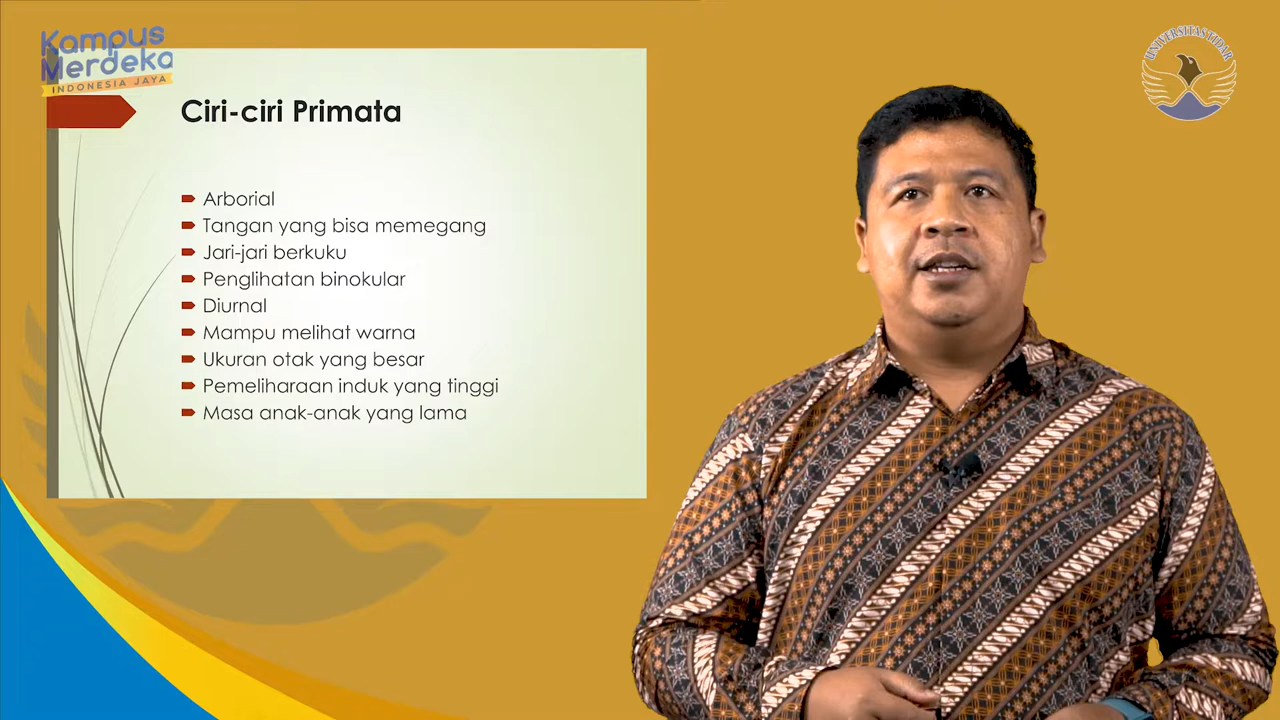 Kampus
Merdeka
INDONESIA JAYA
UNIVERSITAS TIDAR
Ciri-ciri Primata
Arborial
Tangan yang bisa memegang
Jari-jari berkuku
Penglihatan binokular
Diurnal
Mampu melihat warna
Ukuran otak yang besar
Pemeliharaan induk yang tinggi
Masa anak-anak yang lama